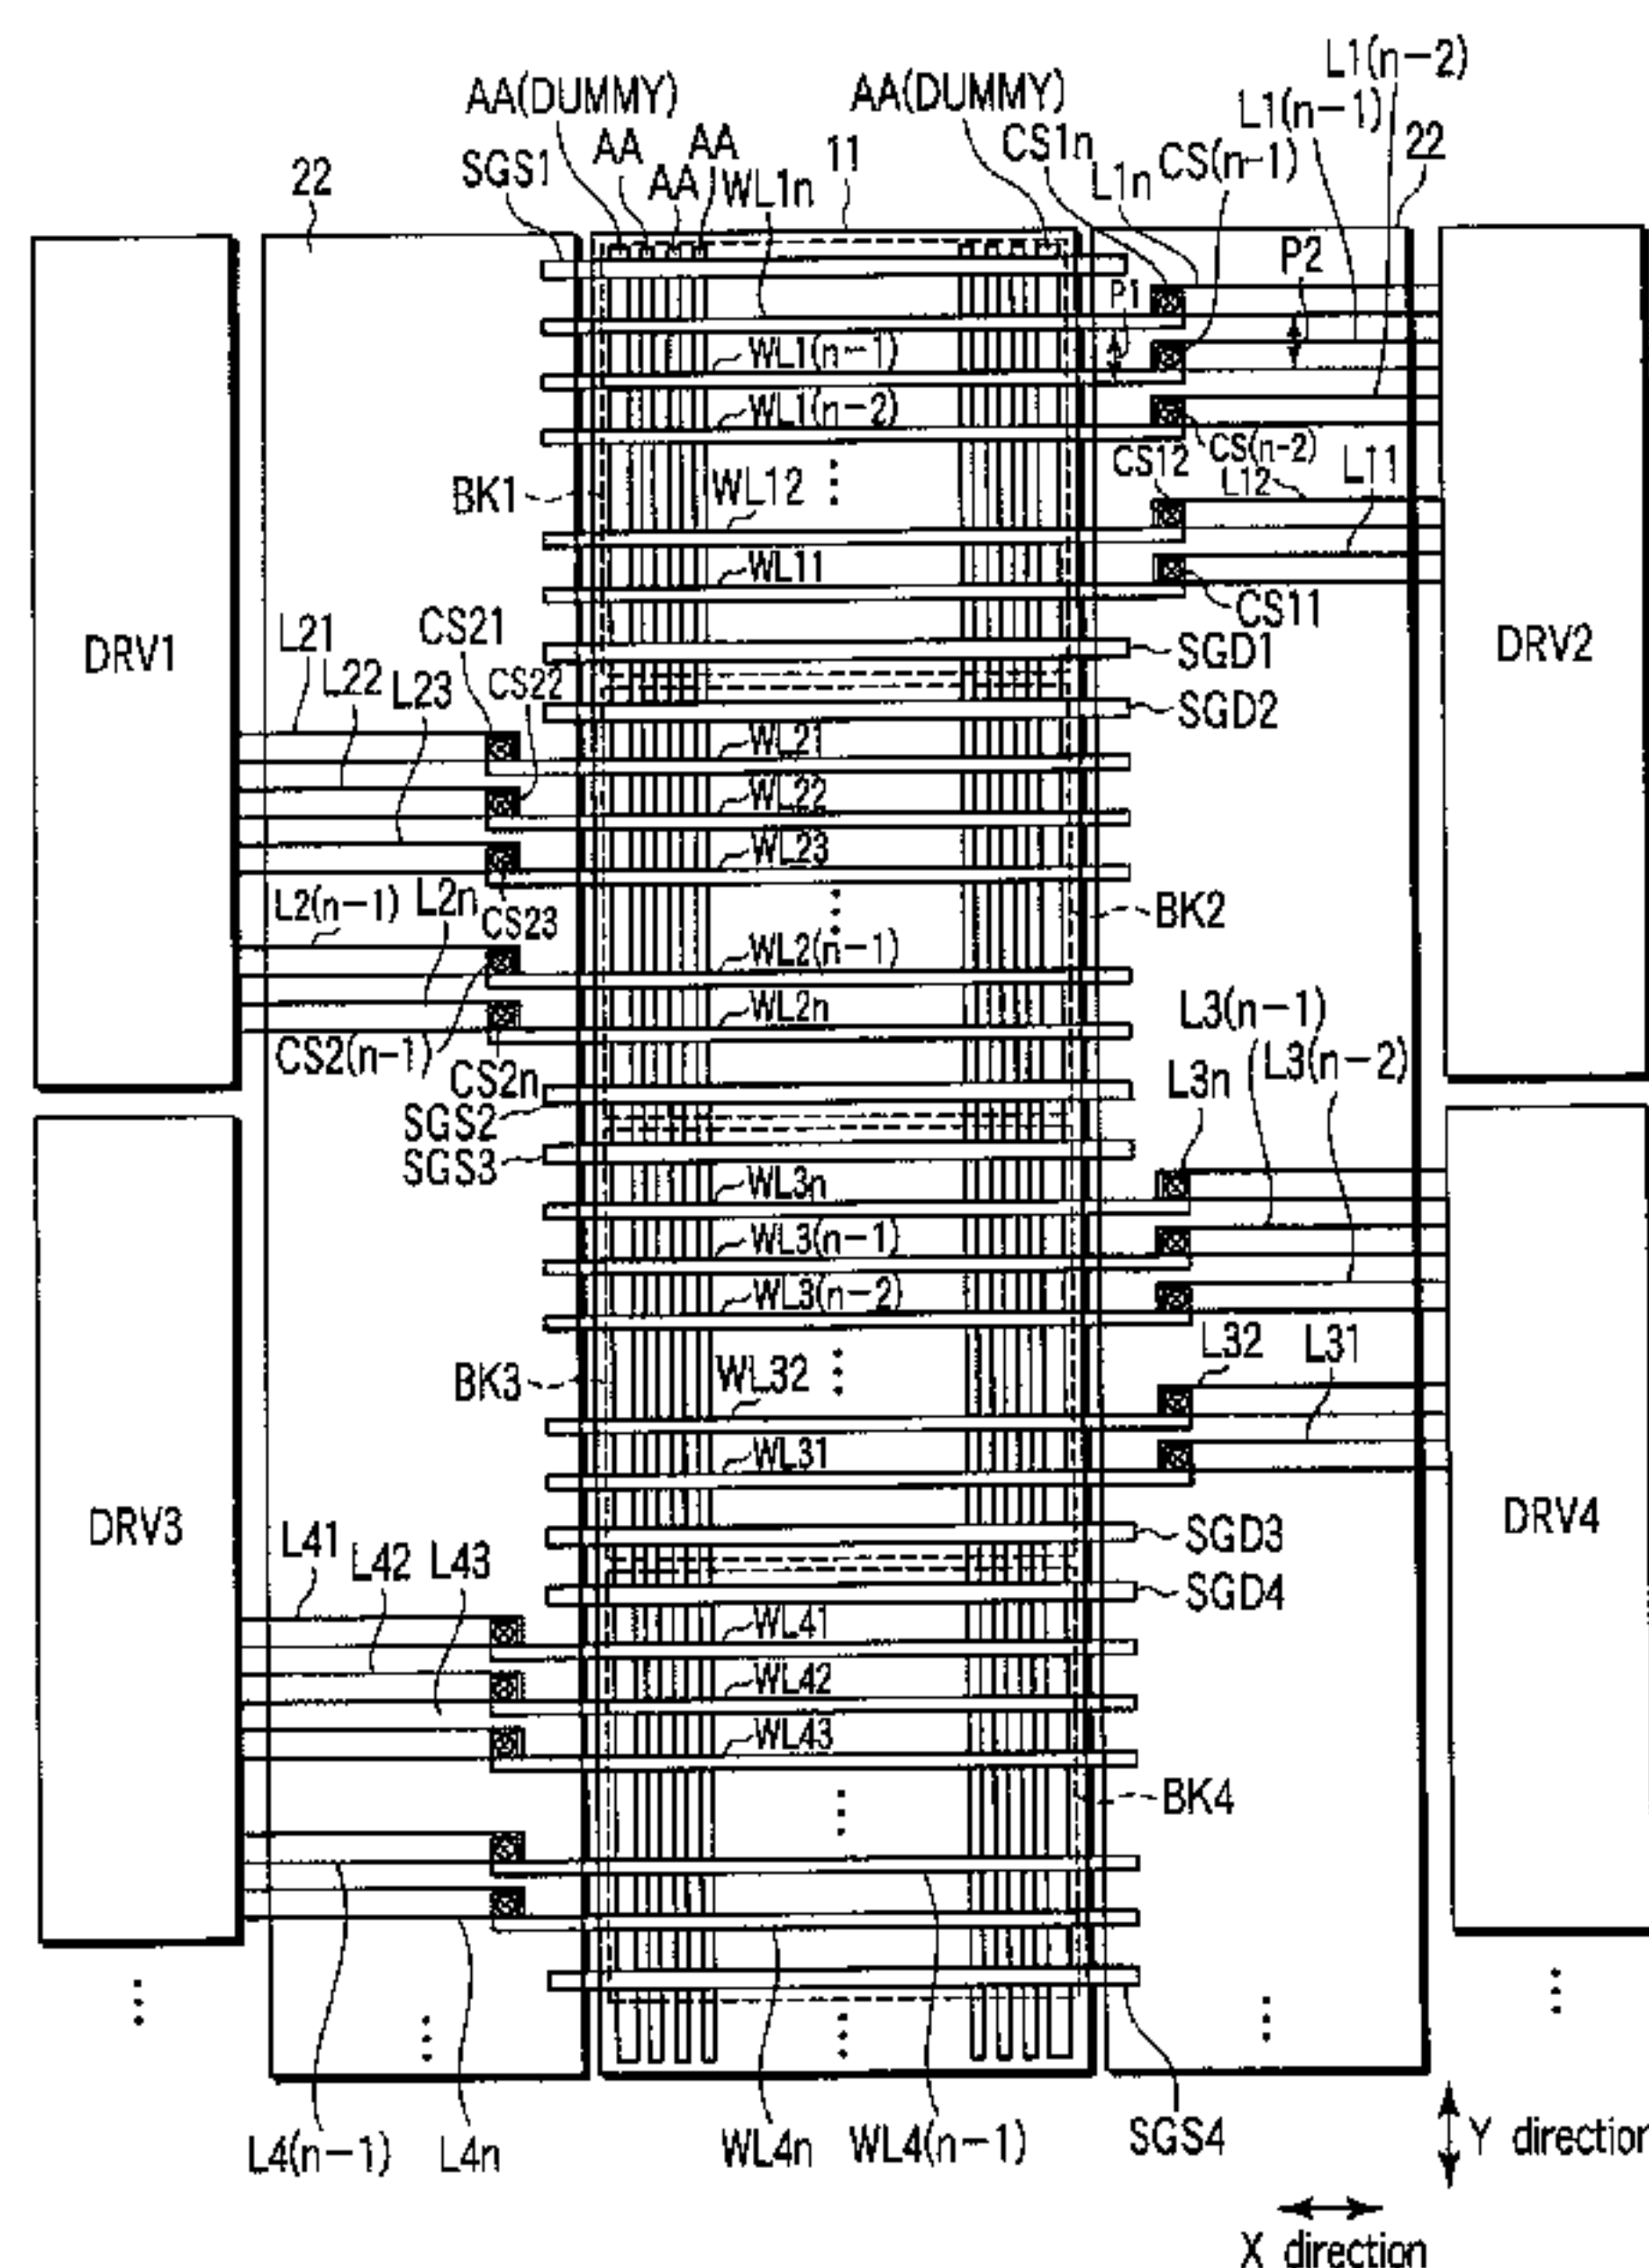 L1(n-2)
AA(DUMMY)
AA(DUMMY)
L1(n-1)
AA
AA
11
CS1n
CS(n-1)
22
SGS1
AA
WL1n
L1n
22
P2
P1
WL1(n-1)
WL1(n-2)
CS(n-2)
CS12
L11
BK1
WL12
L12
WL11
CS11
DRV1
L21
CS21
SGD1
DRV2
L22
L23
CS22
SGD2
WL21
WL22
WL23
L2(n-1)
L2n
CS23
BK2
WL2(n-1)
WL2n
L3(n-1)
CS2(n-1)
CS2n
L3n
L3(n-2)
SGS2
SGS3
WL3n
WL3(n-1)
WL3(n-2)
L32
L31
BK3
WL32
WL31
DRV3
L41
L42
L43
SGD3
DRV4
SGD4
WL41
WL42
WL43
BK4
L4(n-1)
L4n
WL4n
WL4(n-1)
SGS4
Y direction
X direction